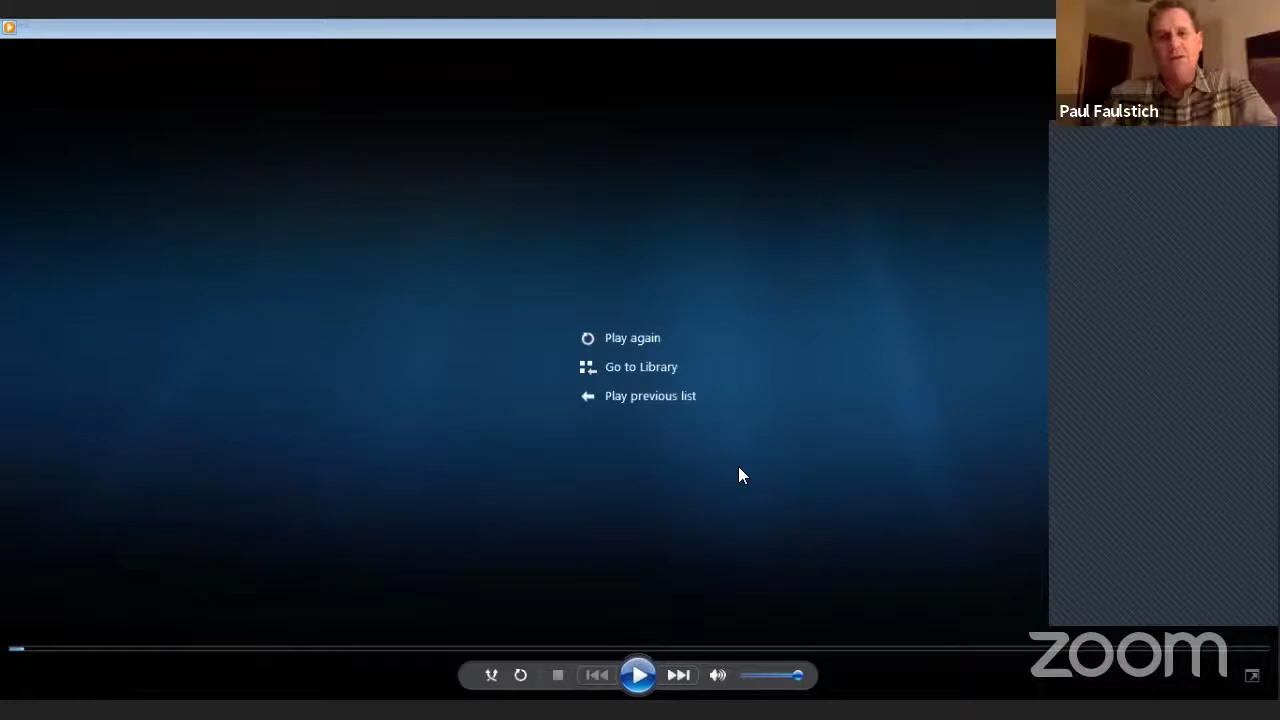 Paul Faulstich
Play again
Go to Library
Play previous list
zoom